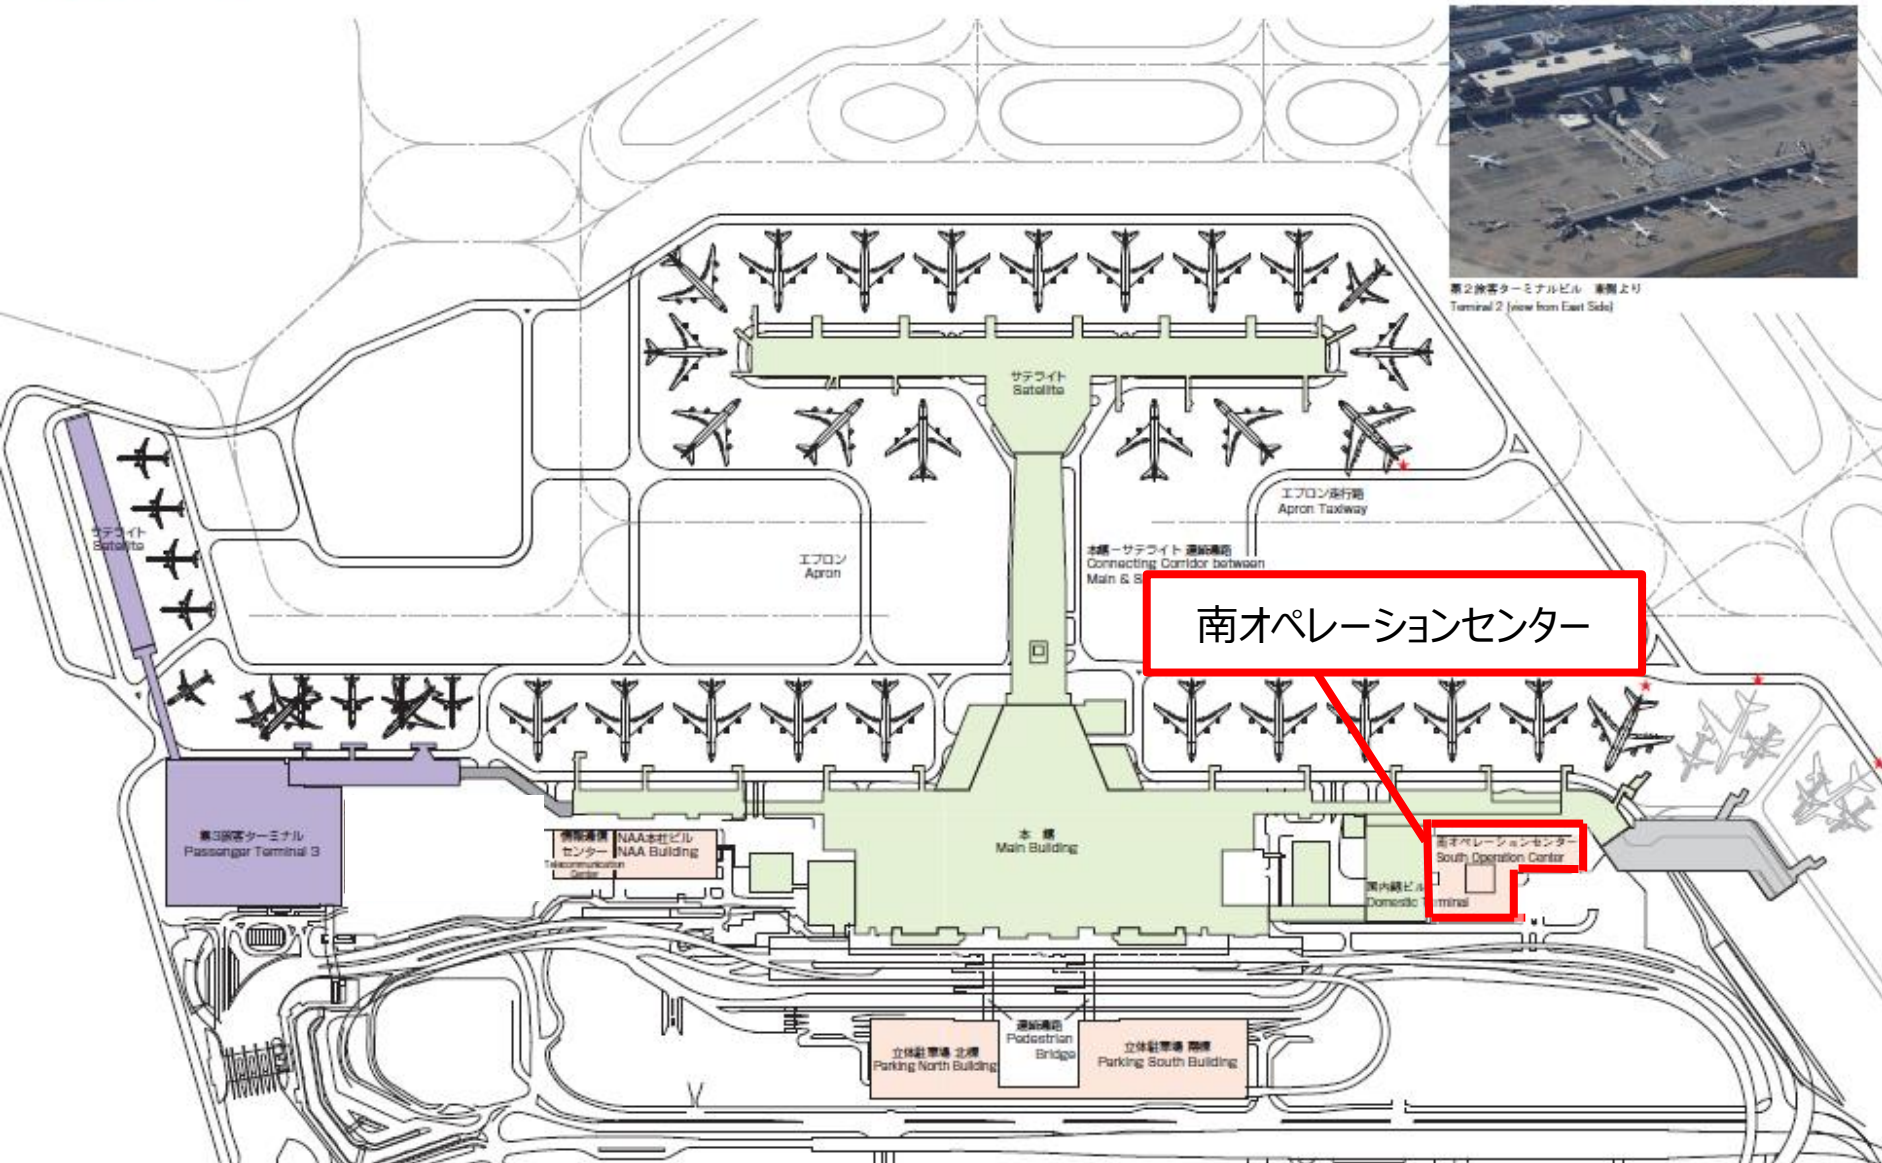 第2旅客ターミナルビル　東側より
Terminal 2 (view from East Side)
サテライト
Satellite
エプロン走行路
Apron Taxiway
サテライト
Satellite
エプロン
Apron
本館－サテライト 連絡通路
Connecting Corridor between
Main & S
南オペレーションセンター
第3旅客ターミナル
Passenger Terminal 3
情報通信
センター
Telecommunication
Center
NAA本社ビル
NAA Building
本 館
Main Building
南オペレーションセンター
South Operation Center
国内線ビル
Domestic Terminal
連絡通路
Pedestrian
Bridge
立体駐車場 北棟
Parking North Building
立体駐車場 南棟
Parking South Building